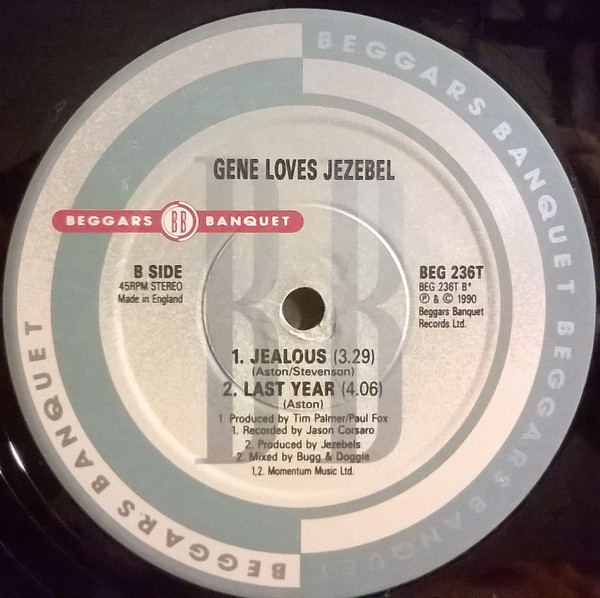 BEGGARS BANQUET BEGGARS BANQUET
BEGGARS BANQUET
GENE LOVES JEZEBEL
BEGGARS BB BANQUET
B SIDE
45RPM STEREO
Made in England
BEG 236T
BEG 236T B*
Ⓟ & © 1990
Beggars Banquet
Records Ltd.
BB
1. JEALOUS (3.29)
(Aston/Stevenson)
2. LAST YEAR (4.06)
(Aston)
1. Produced by Tim Palmer/Paul Fox
1. Recorded by Jason Corsaro
2. Produced by Jezebels
2. Mixed by Bugg & Doggie
1,2. Momentum Music Ltd.